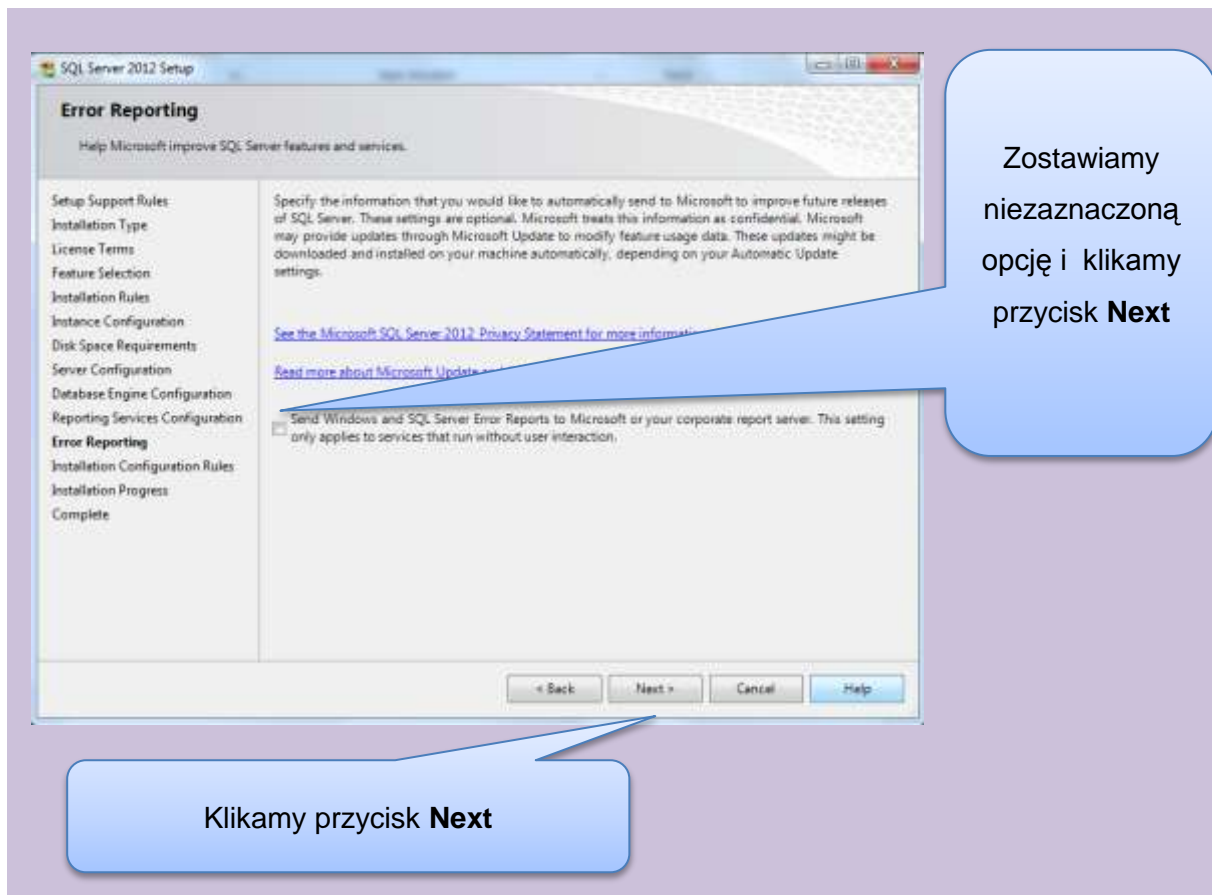 SQL Server 2012 Setup
Error Reporting
Help Microsoft improve SQL Server features and services.
Setup Support Rules
Installation Type
License Terms
Feature Selection
Installation Rules
Instance Configuration
Disk Space Requirements
Server Configuration
Database Engine Configuration
Reporting Services Configuration
Error Reporting
Installation Configuration Rules
Installation Progress
Complete
Specify the information that you would like to automatically send to Microsoft to improve future releases
of SQL Server. These settings are optional. Microsoft treats this information as confidential. Microsoft
may provide updates through Microsoft Update to modify feature usage data. These updates might be
downloaded and installed on your machine automatically, depending on your Automatic Update
settings.
See the Microsoft SQL Server 2012 Privacy Statement for more
Read more about Microsoft Update
Send Windows and SQL Server Error Reports to Microsoft or your corporate report server. This setting
only applies to services that run without user interaction.
< Back
Next >
Cancel
Help
Zostawiamy
niezaznaczoną
opcję i klikamy
przycisk Next
Klikamy przycisk Next